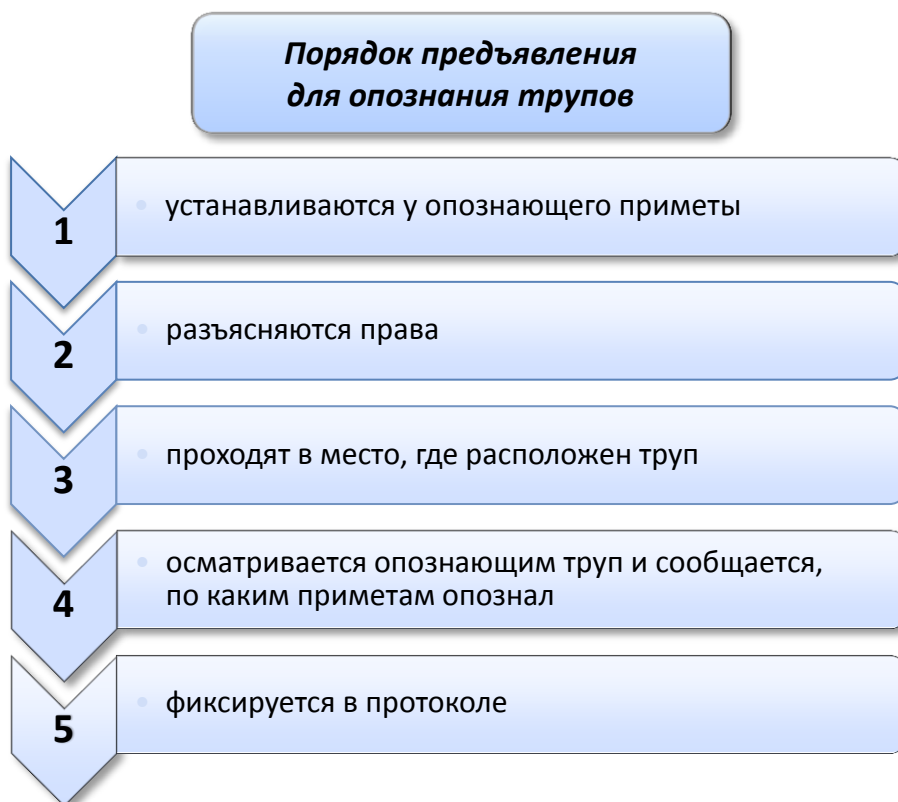 Порядок предъявления
для опознания трупов
1
устанавливаются у опознающего приметы
2
разъясняются права
3
проходят в место, где расположен труп
4
осматривается опознающим труп и сообщается,
по каким приметам опознал
5
фиксируется в протоколе